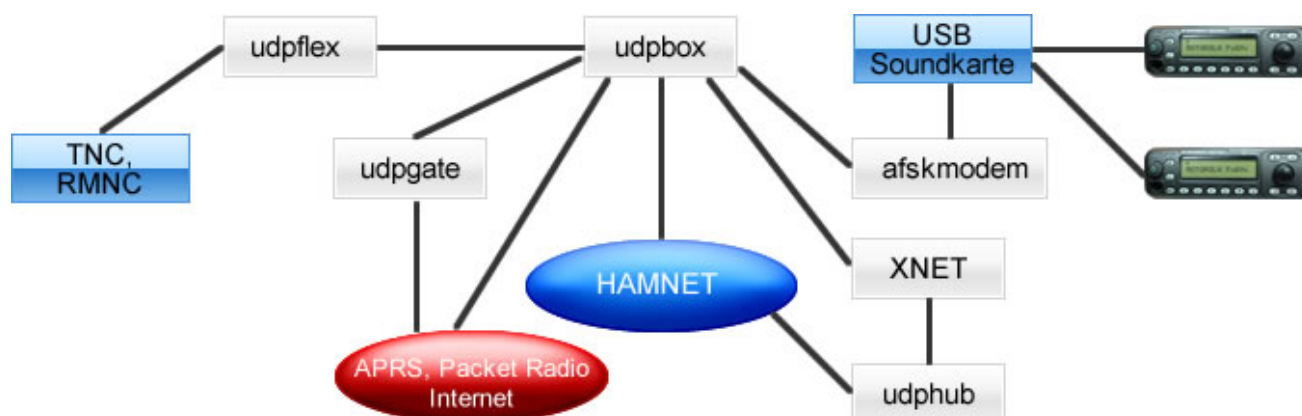 udpflex
udpbox
USB
Soundkarte
TNC,
RMNC
udpgate
afskmodem
HAMNET
XNET
APRS, Packet Radio
Internet
udphub